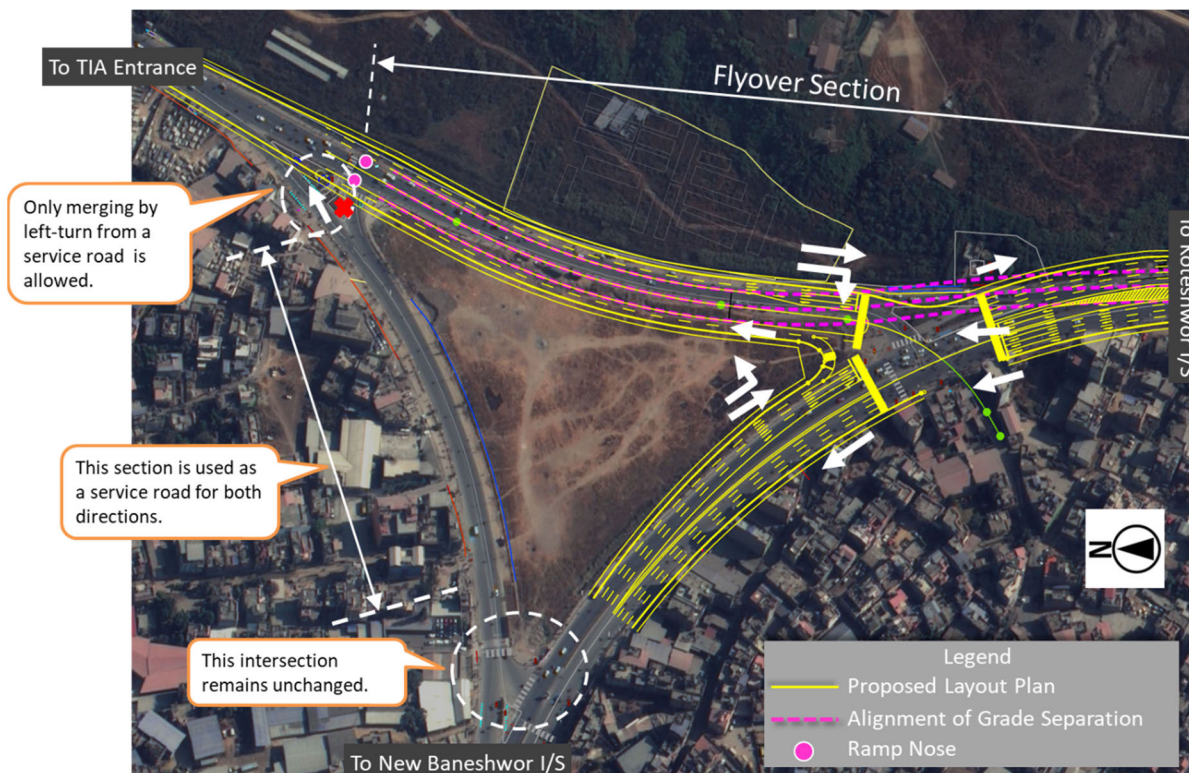 To TIA Entrance
Flyover Section
Only merging by
left-turn from a
service road is
allowed.
To Koteshwor I/S
This section is used as
a service road for both
directions.
N
This intersection
remains unchanged.
To New Baneshwor I/S
Legend
Proposed Layout Plan
Alignment of Grade Separation
Ramp Nose